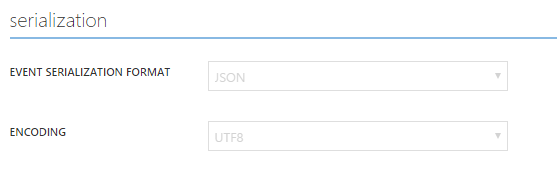 serialization
EVENT SERIALIZATION FORMAT
JSON
ENCODING
UTF8